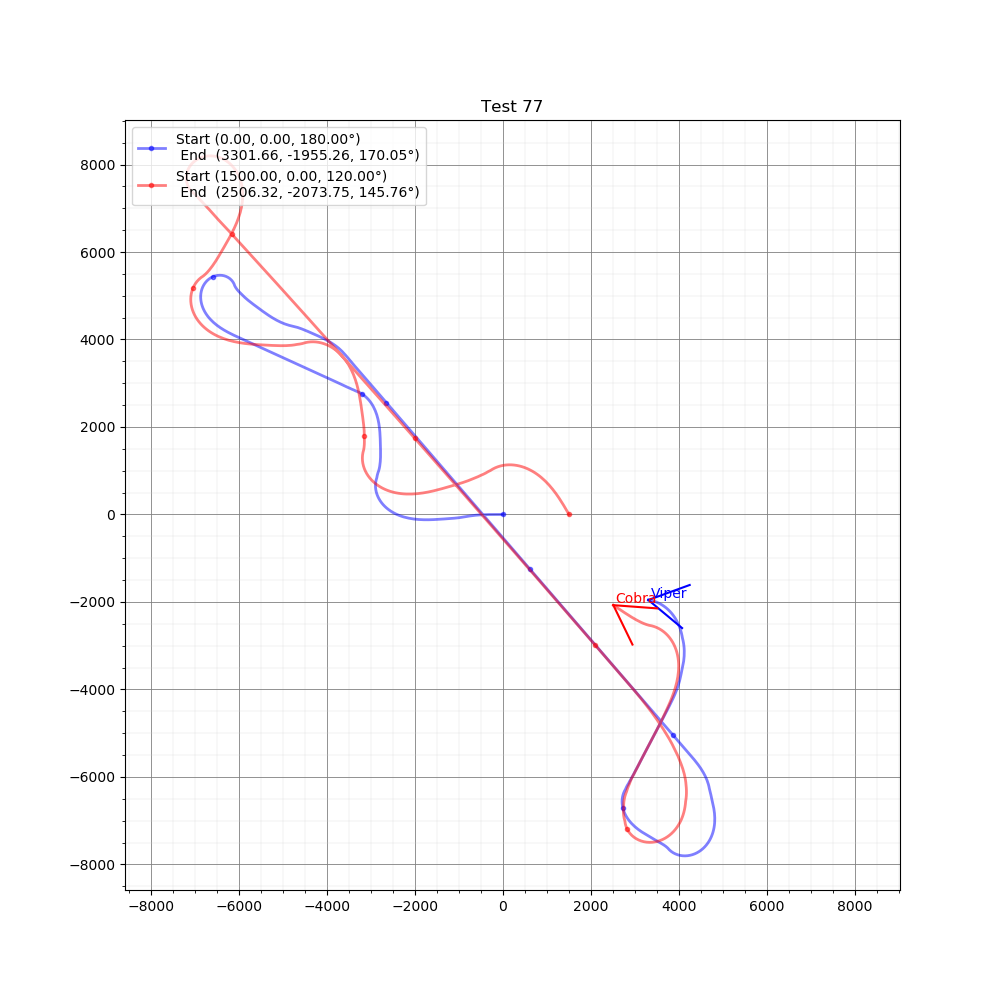 Test 77
Start (0.00, 0.00, 180.00°)
End  (3301.66, -1955.26, 170.05°)
Start (1500.00, 0.00, 120.00°)
End  (2506.32, -2073.75, 145.76°)
8000
6000
4000
2000
0
−2000
−4000
−6000
−8000
Cobra
Viper
−8000 −6000 −4000 −2000 0 2000 4000 6000 8000